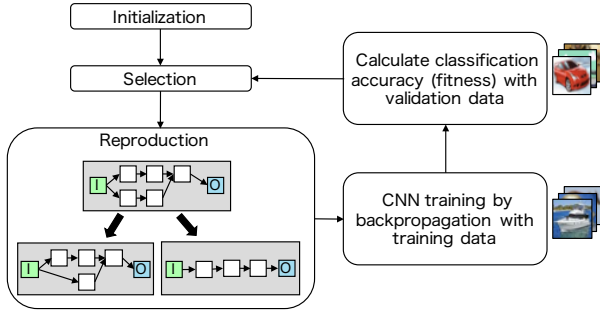 Initialization
Selection
Reproduction
I
O
I
O
I
O
Calculate classification
accuracy (fitness) with
validation data
CNN training by
backpropagation with
training data